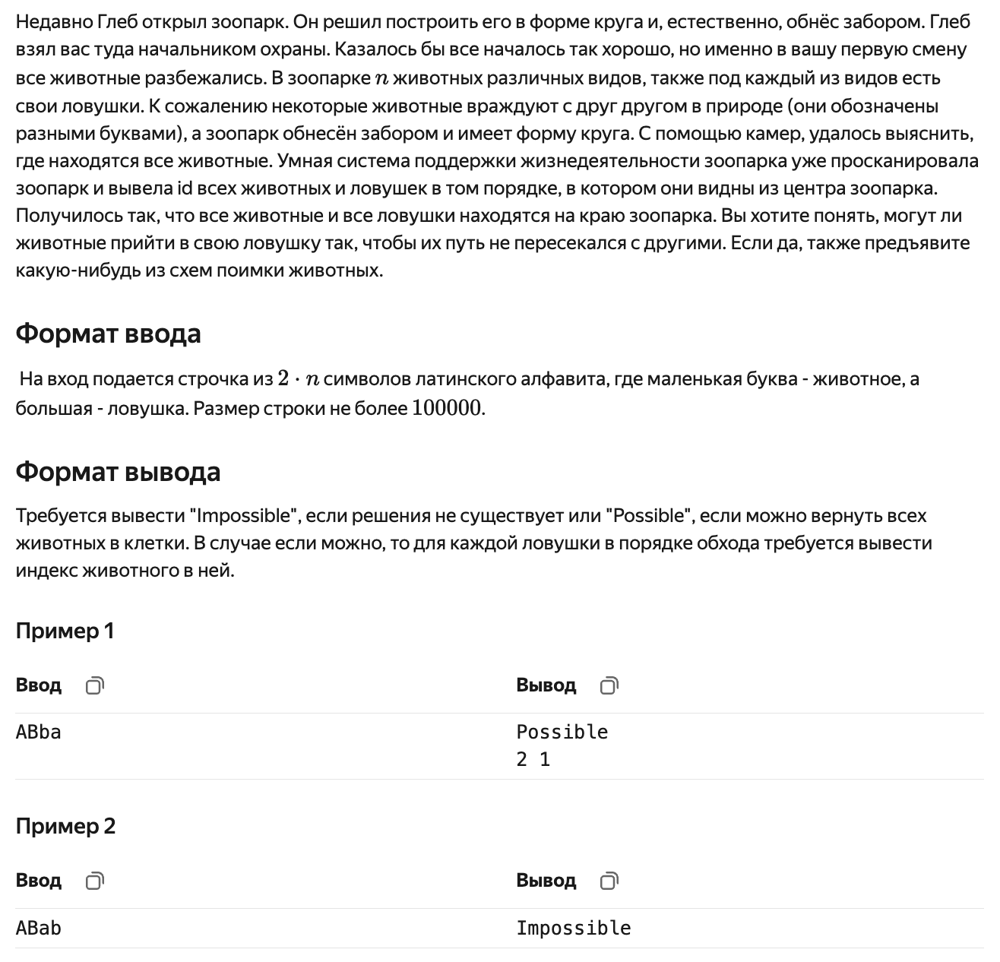 Недавно Глеб открыл зоопарк. Он решил построить его в форме круга и, естественно, обнёс забором. Глеб
взял вас туда начальником охраны. Казалось бы все началось так хорошо, но именно в вашу первую смену
все животные разбежались. В зоопарке n животных различных видов, также под каждый из видов есть
свои ловушки. К сожалению некоторые животные враждуют с друг другом в природе (они обозначены
разными буквами), а зоопарк обнесён забором и имеет форму круга. С помощью камер, удалось выяснить,
где находятся все животные. Умная система поддержки жизнедеятельности зоопарка уже просканировала
зоопарк и вывела id всех животных и ловушек в том порядке, в котором они видны из центра зоопарка.
Получилось так, что все животные и все ловушки находятся на краю зоопарка. Вы хотите понять, могут ли
животные прийти в свою ловушку так, чтобы их путь не пересекался с другими. Если да, также предъявите
какую-нибудь из схем поимки животных.
Формат ввода
На вход подается строчка из 2 · n символов латинского алфавита, где маленькая буква - животное, а
большая - ловушка. Размер строки не более 100000.
Формат вывода
Требуется вывести "Impossible", если решения не существует или "Possible", если можно вернуть всех
животных в клетки. В случае если можно, то для каждой ловушки в порядке обхода требуется вывести
индекс животного в ней.
Пример 1
Ввод Вывод
ABba Possible
2 1
Пример 2
Ввод Вывод
ABab Impossible